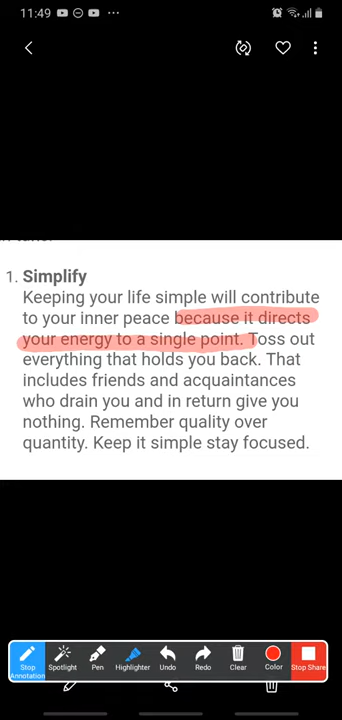 11:49
1. Simplify
Keeping your life simple will contribute
to your inner peace because it directs
your energy to a single point. Toss out
everything that holds you back. That
includes friends and acquaintances
who drain you and in return give you
nothing. Remember quality over
quantity. Keep it simple stay focused.
Stop Annotation Spotlight Pen Highlighter Undo Redo Clear Color Stop Share